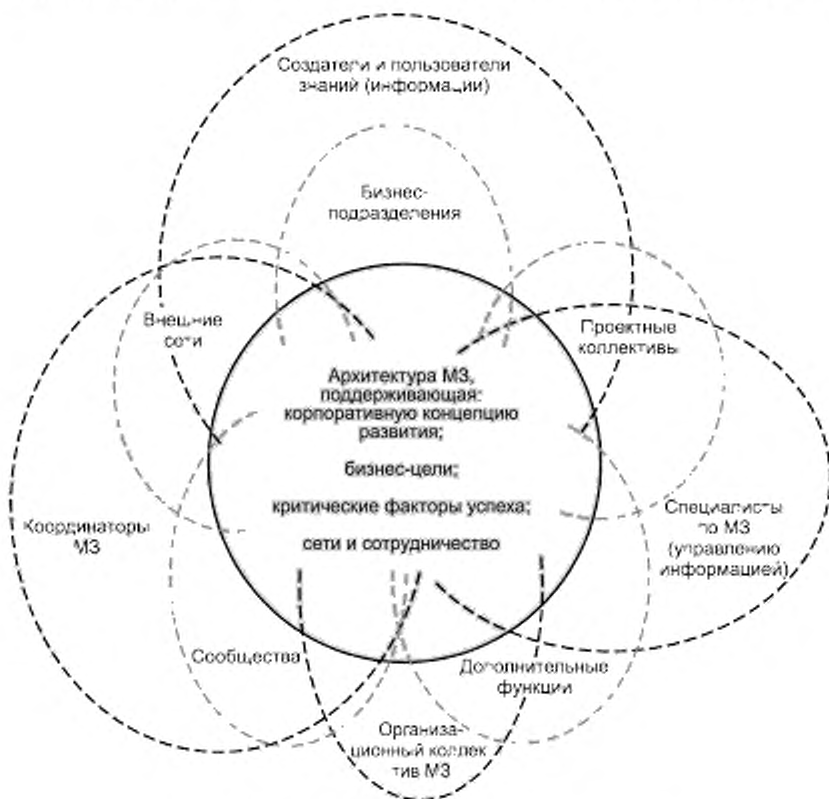 Создатели и пользователи
знаний (информации)
Бизнес-
подразделения
Внешние
сети
Проектные
коллективы
Архитектура МЗ,
поддерживающая:
корпоративную концепцию
развития;
бизнес-цели;
критические факторы успеха;
сети и сотрудничество
Координаторы
МЗ
Специалисты
по МЗ
(управлению
информацией)
Сообщества
Дополнительные
функции
Организа-
ционный коллек
тив МЗ